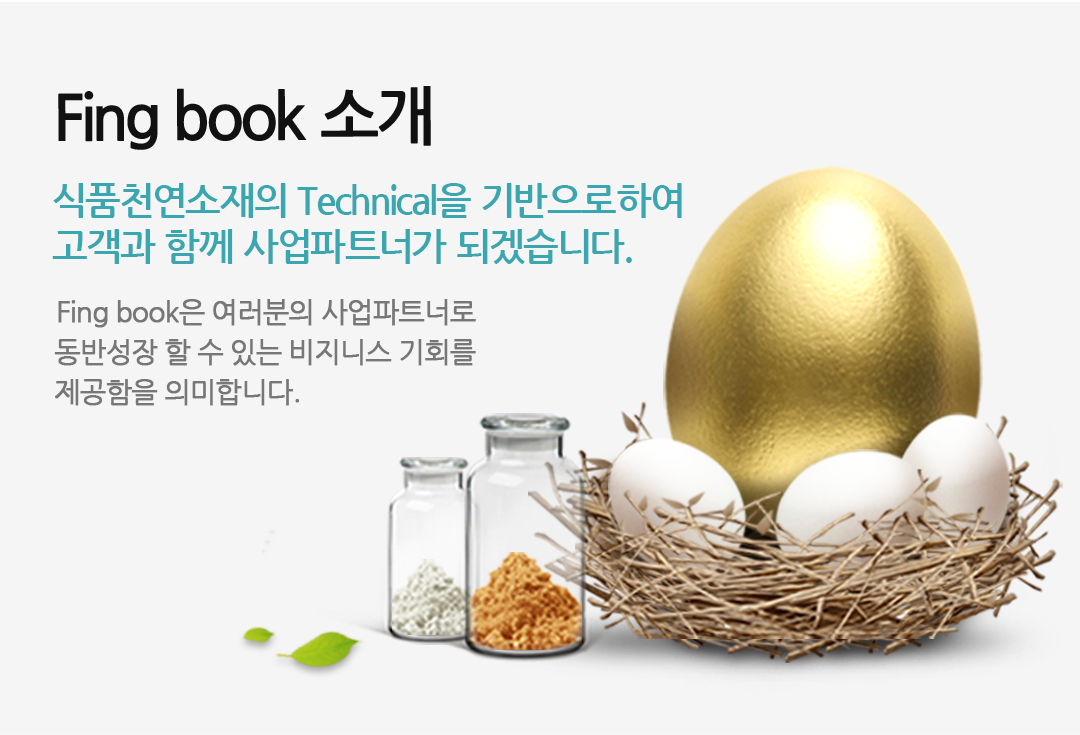 Fing book 소개
식품천연소재의 Technical을 기반으로하여
고객과 함께 사업파트너가 되겠습니다.
Fing book은 여러분의 사업파트너로
동반성장 할 수 있는 비지니스 기회를
제공함을 의미합니다.